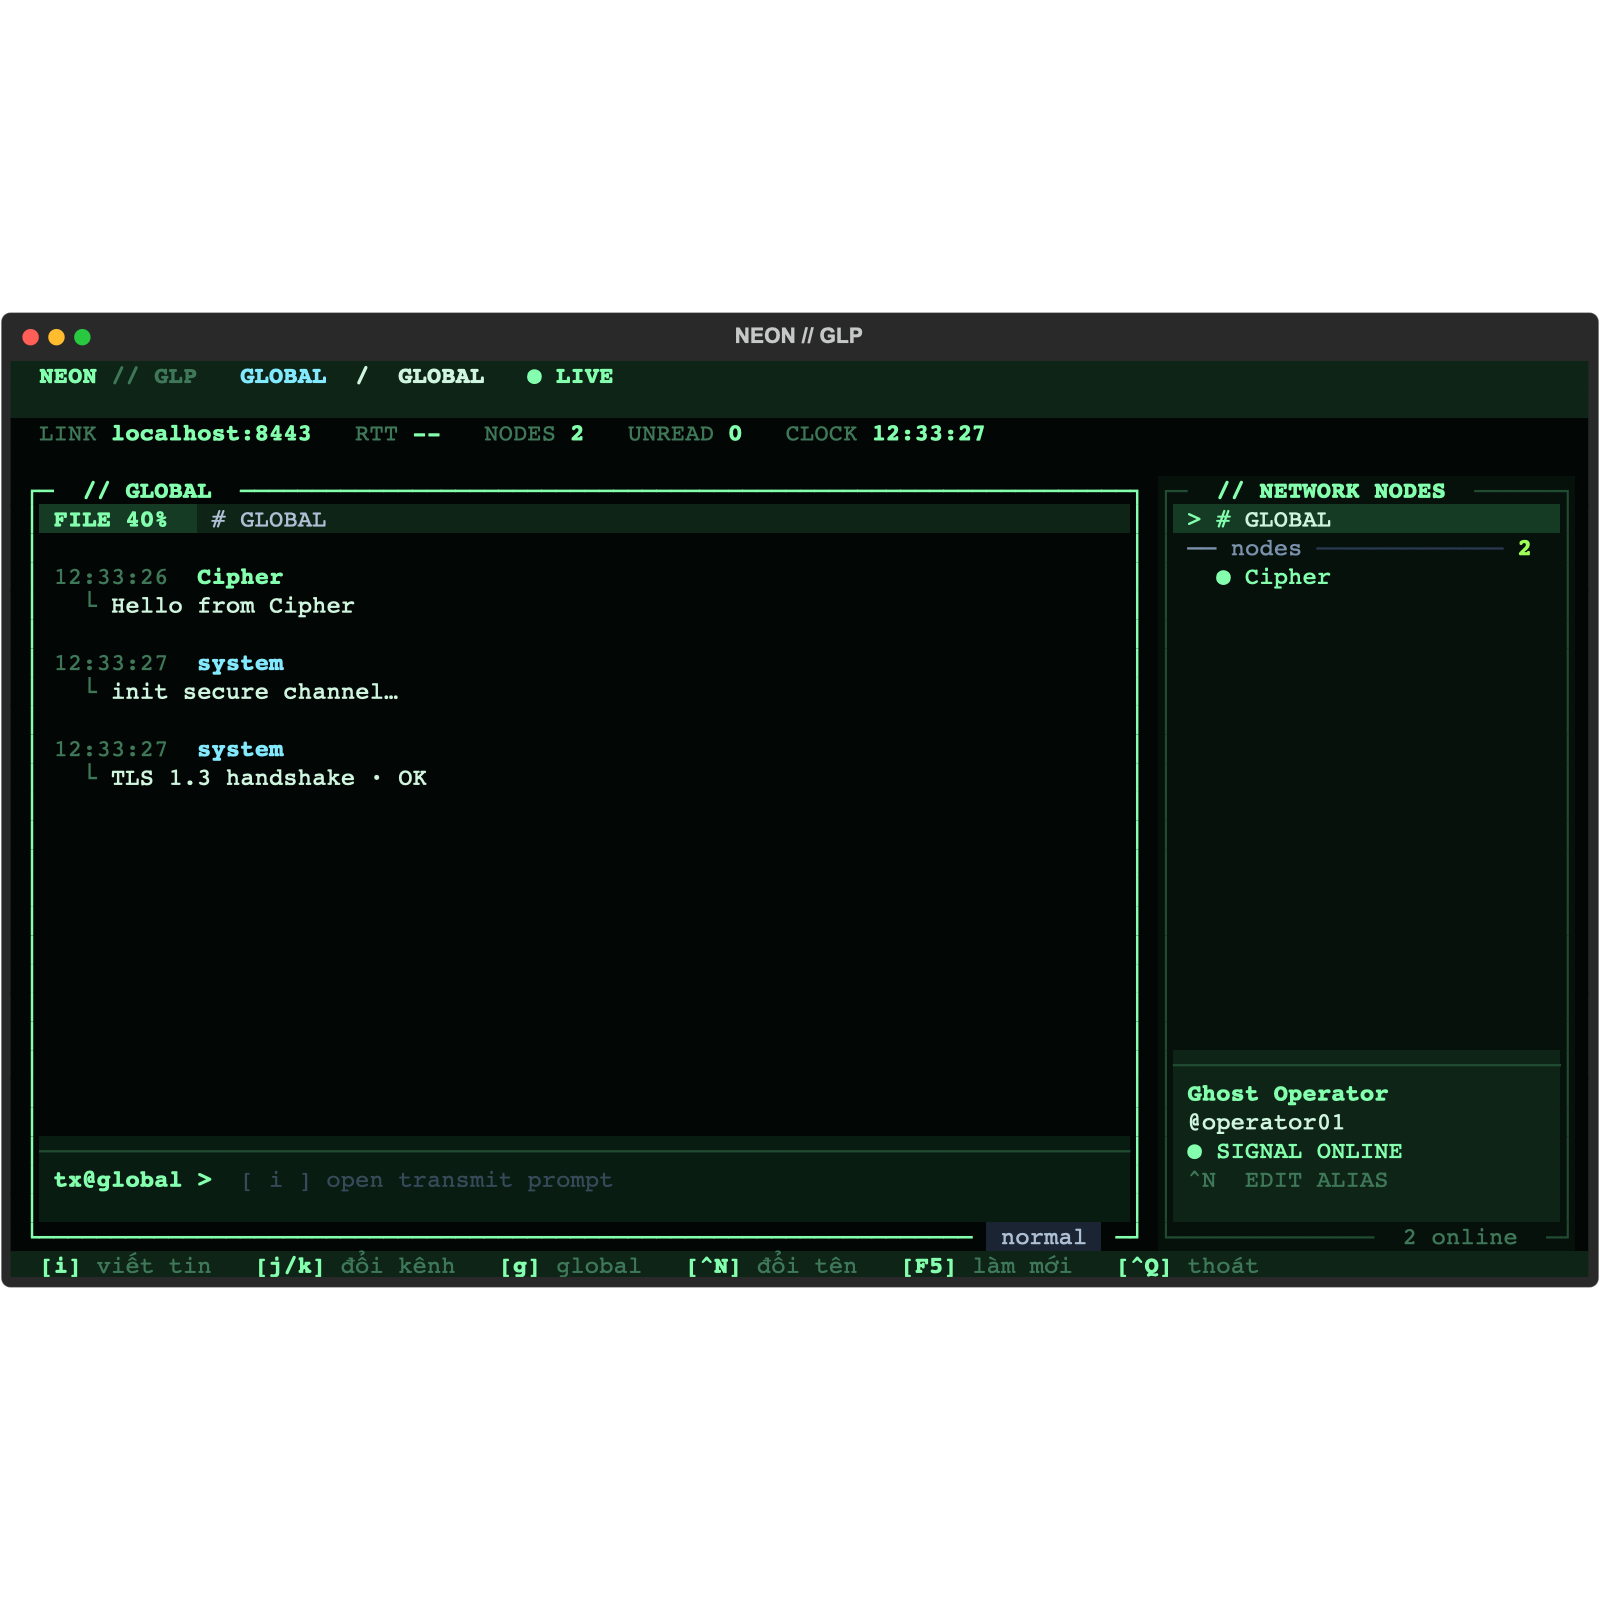 NEON // GLP
NEON // GLP GLOBAL / GLOBAL ● LIVE
LINK localhost:8443 RTT -- NODES 2 UNREAD 0 CLOCK 12:33:27
// GLOBAL
FILE 40% # GLOBAL
12:33:26 Cipher
└ Hello from Cipher
12:33:27 system
└ init secure channel…
12:33:27 system
└ TLS 1.3 handshake · OK
tx@global > [ i ] open transmit prompt
normal
// NETWORK NODES
> # GLOBAL
── nodes ───────────── 2
● Cipher
Ghost Operator
@operator01
● SIGNAL ONLINE
^N EDIT ALIAS
2 online
[i] viết tin [j/k] đổi kênh [g] global [^N] đổi tên [F5] làm mới [^Q] thoát